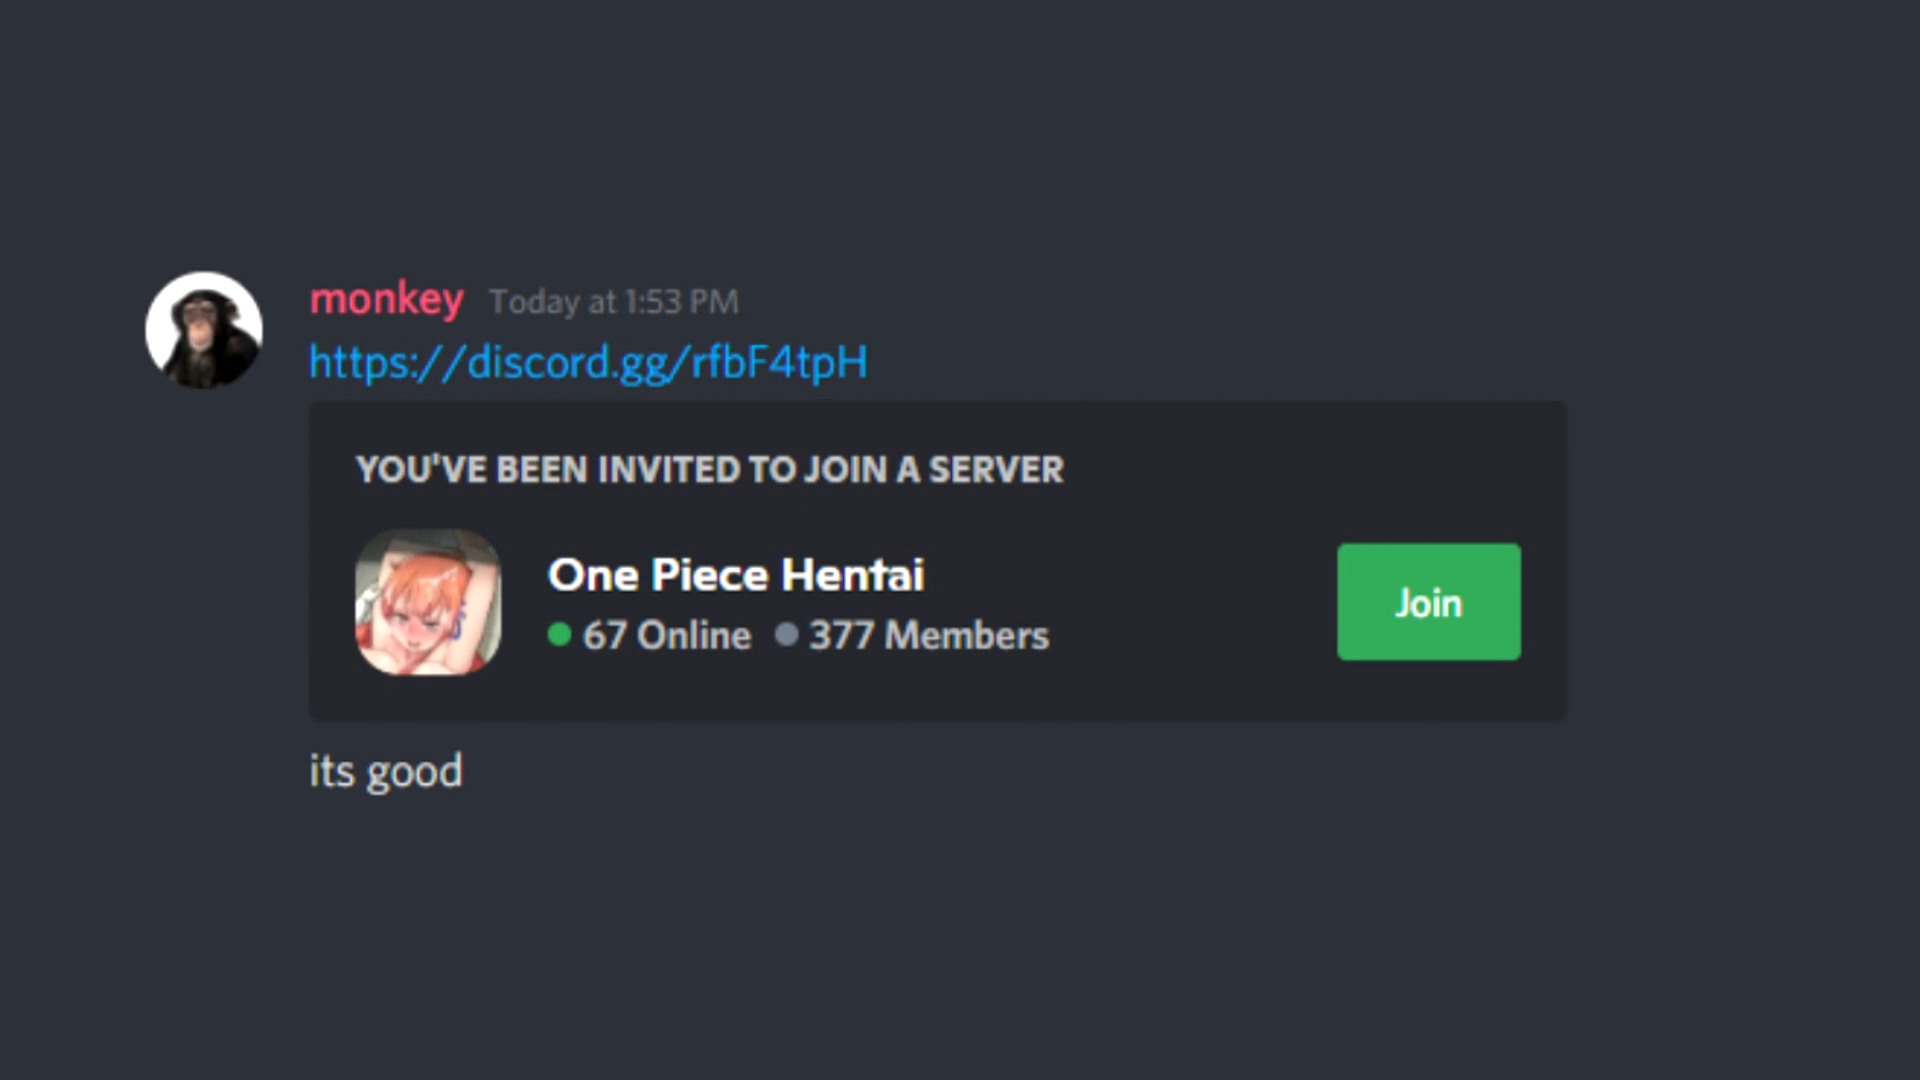 monkey Today at 1:53 PM
https://discord.gg/rfbF4tpH
YOU'VE BEEN INVITED TO JOIN A SERVER
One Piece Hentai
67 Online 377 Members
Join
its good